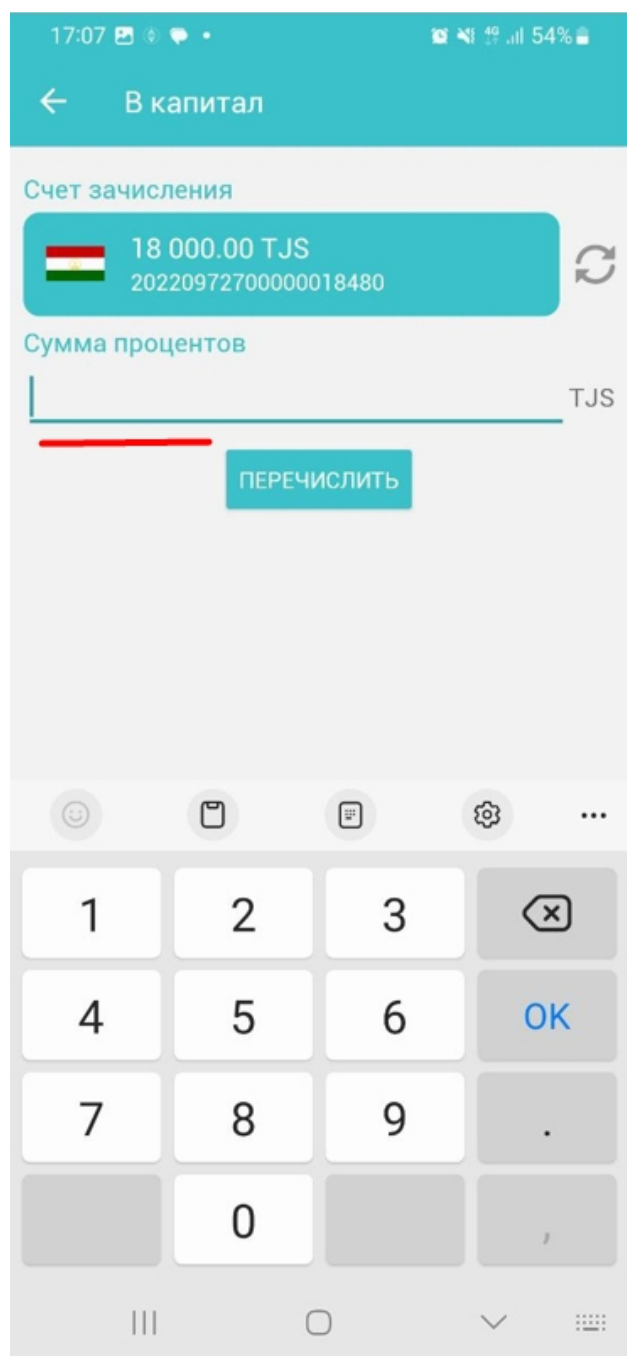 17:07 4G 54%
В капитал
Счет зачисления
18 000.00 TJS
20220972700000018480
Сумма процентов
TJS
ПЕРЕЧИСЛИТЬ
1 2 3
4 5 6 OK
7 8 9 .
0 ,